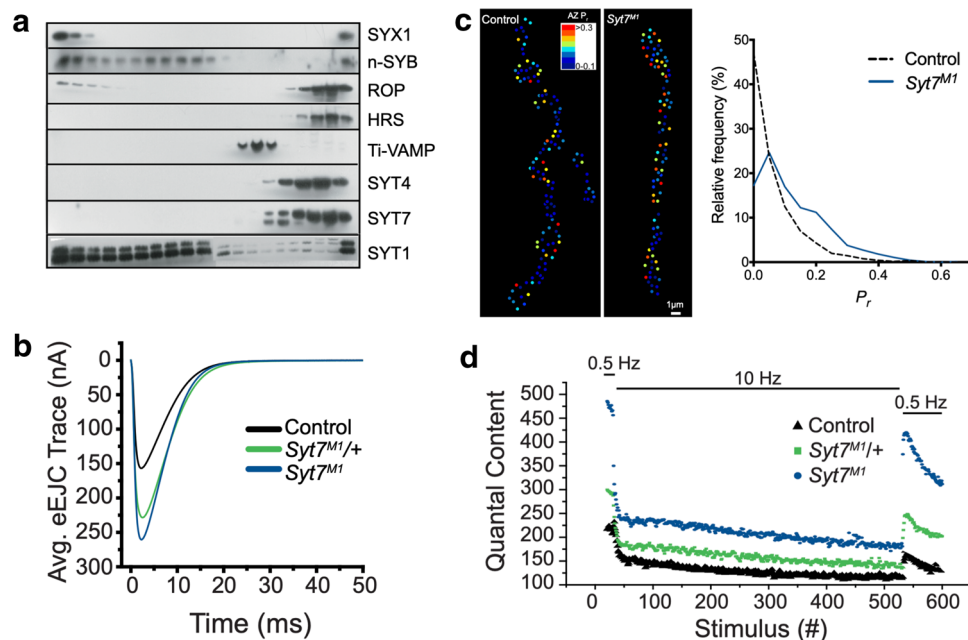 a
SYX1
n-SYB
ROP
HRS
Ti-VAMP
SYT4
SYT7
SYT1
b
0
50
100
150
200
250
300
Avg. eEJC Trace (nA)
Control
Syt7M1/+
Syt7M1
0 10 20 30 40 50
Time (ms)
c
Control
AZ Pr
>0.3
0-0.1
Syt7M1
1µm
50
40
30
20
10
0
Relative frequency (%)
Control
Syt7M1
0.0 0.2 0.4 0.6
Pr
d
0.5 Hz
10 Hz
0.5 Hz
500
450
400
350
300
250
200
150
100
Quantal Content
Control
Syt7M1/+
Syt7M1
0 100 200 300 400 500 600
Stimulus (#)